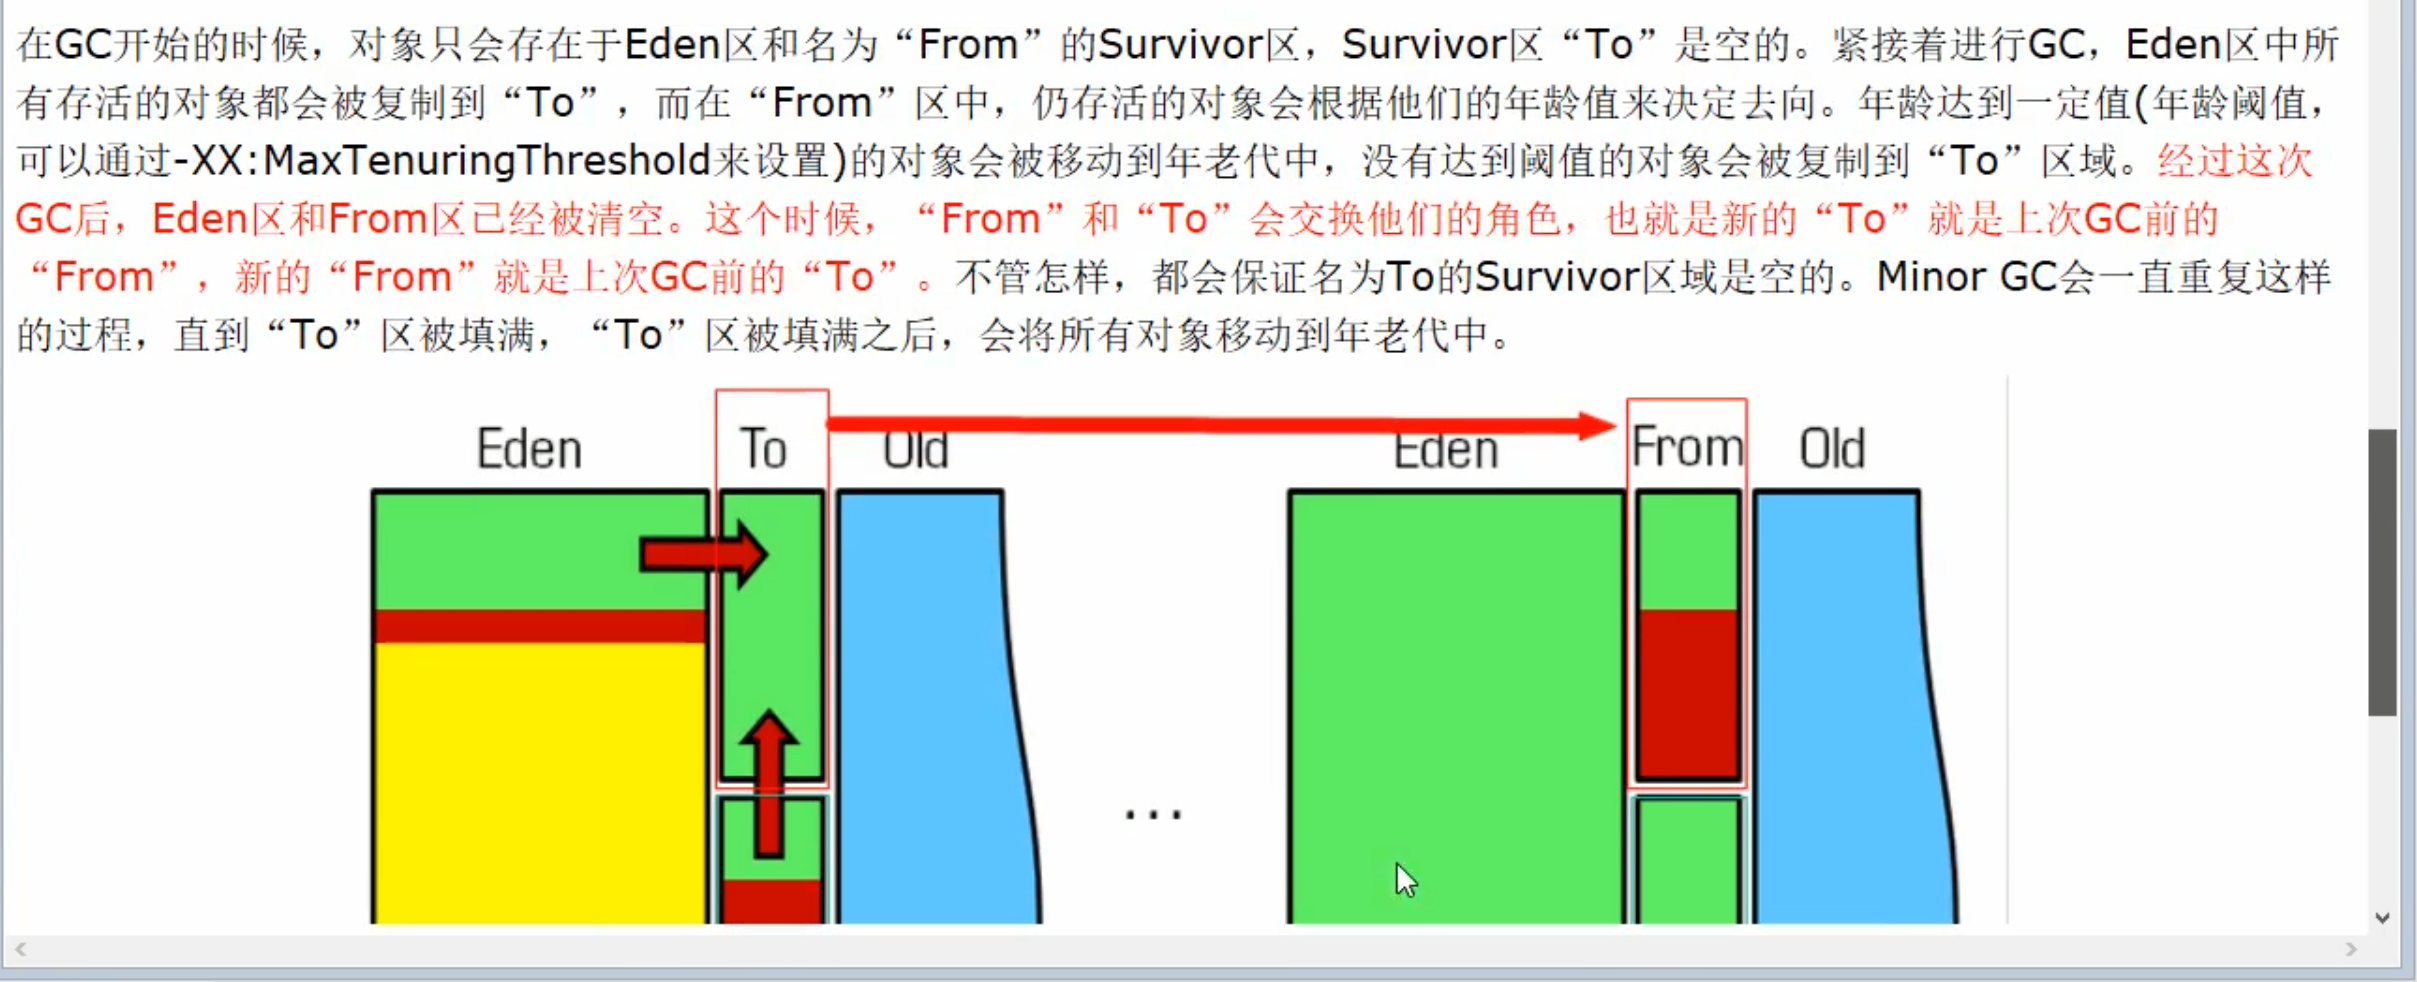 在GC开始的时候，对象只会存在于Eden区和名为“From”的Survivor区，Survivor区“To”是空的。紧接着进行GC，Eden区中所
有存活的对象都会被复制到“To”，而在“From”区中，仍存活的对象会根据他们的年龄值来决定去向。年龄达到一定值(年龄阈值，
可以通过-XX:MaxTenuringThreshold来设置)的对象会被移动到年老代中，没有达到阈值的对象会被复制到“To”区域。经过这次
GC后，Eden区和From区已经被清空。这个时候，“From”和“To”会交换他们的角色，也就是新的“To”就是上次GC前的
“From”，新的“From”就是上次GC前的“To”。不管怎样，都会保证名为To的Survivor区域是空的。Minor GC会一直重复这样
的过程，直到“To”区被填满，“To”区被填满之后，会将所有对象移动到年老代中。
Eden To Old Eden From Old
...